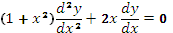 (1 + x²) d²y/dx² + 2x dy/dx = 0